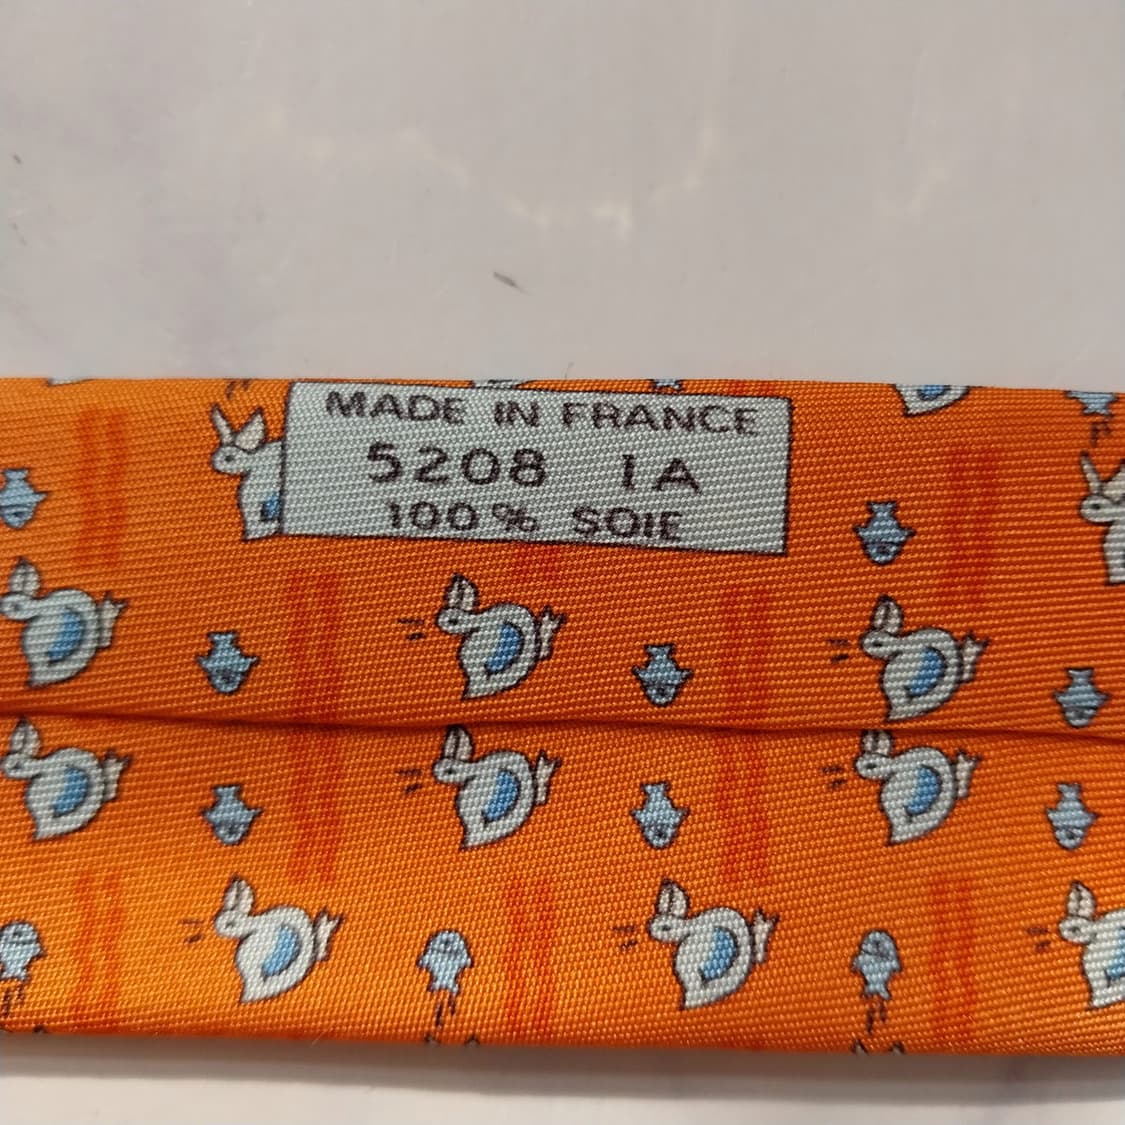 MADE IN FRANCE
5208 IA
100% SOIE